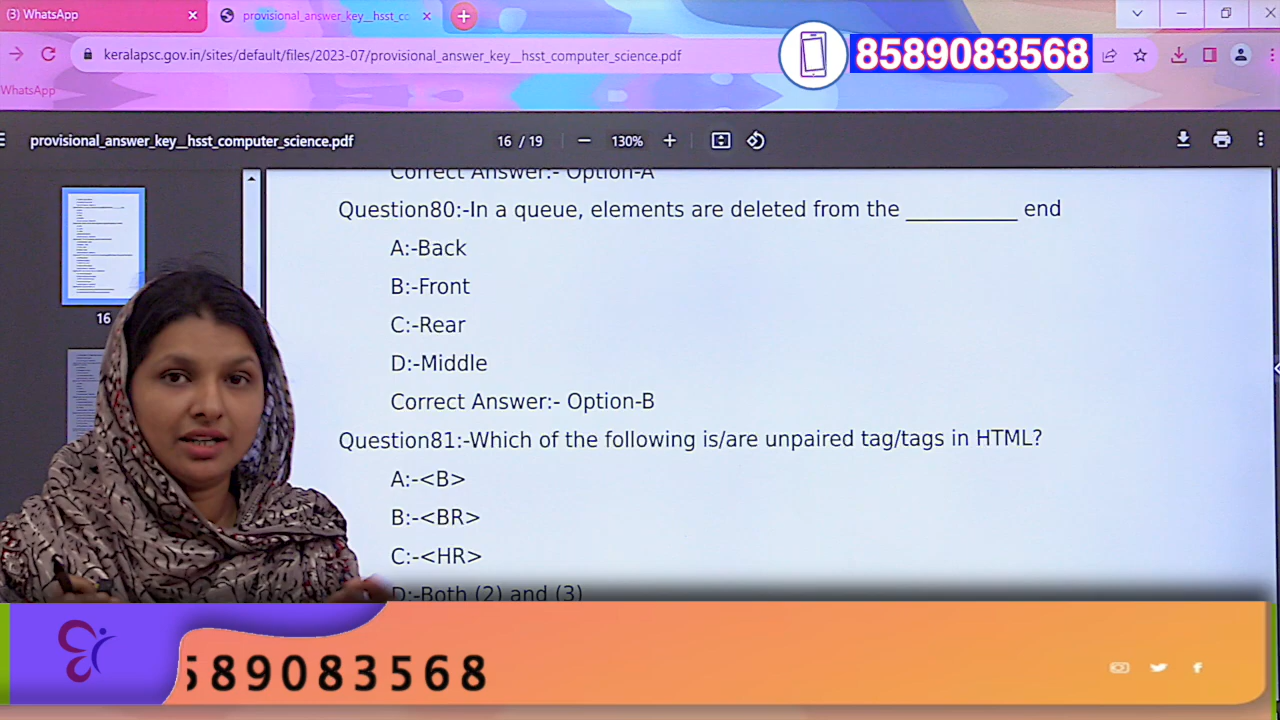 (3) WhatsApp
provisional_answer_key__hsst_co
keralapsc.gov.in/sites/default/files/2023-07/provisional_answer_key__hsst_computer_science.pdf
8589083568
WhatsApp
provisional_answer_key__hsst_computer_science.pdf
16 / 19
130%
Correct Answer:- Option-A
Question80:-In a queue, elements are deleted from the ___________ end
A:-Back
B:-Front
C:-Rear
D:-Middle
Correct Answer:- Option-B
Question81:-Which of the following is/are unpaired tag/tags in HTML?
A:-<B>
B:-<BR>
C:-<HR>
D:-Both (2) and (3)
16
589083568